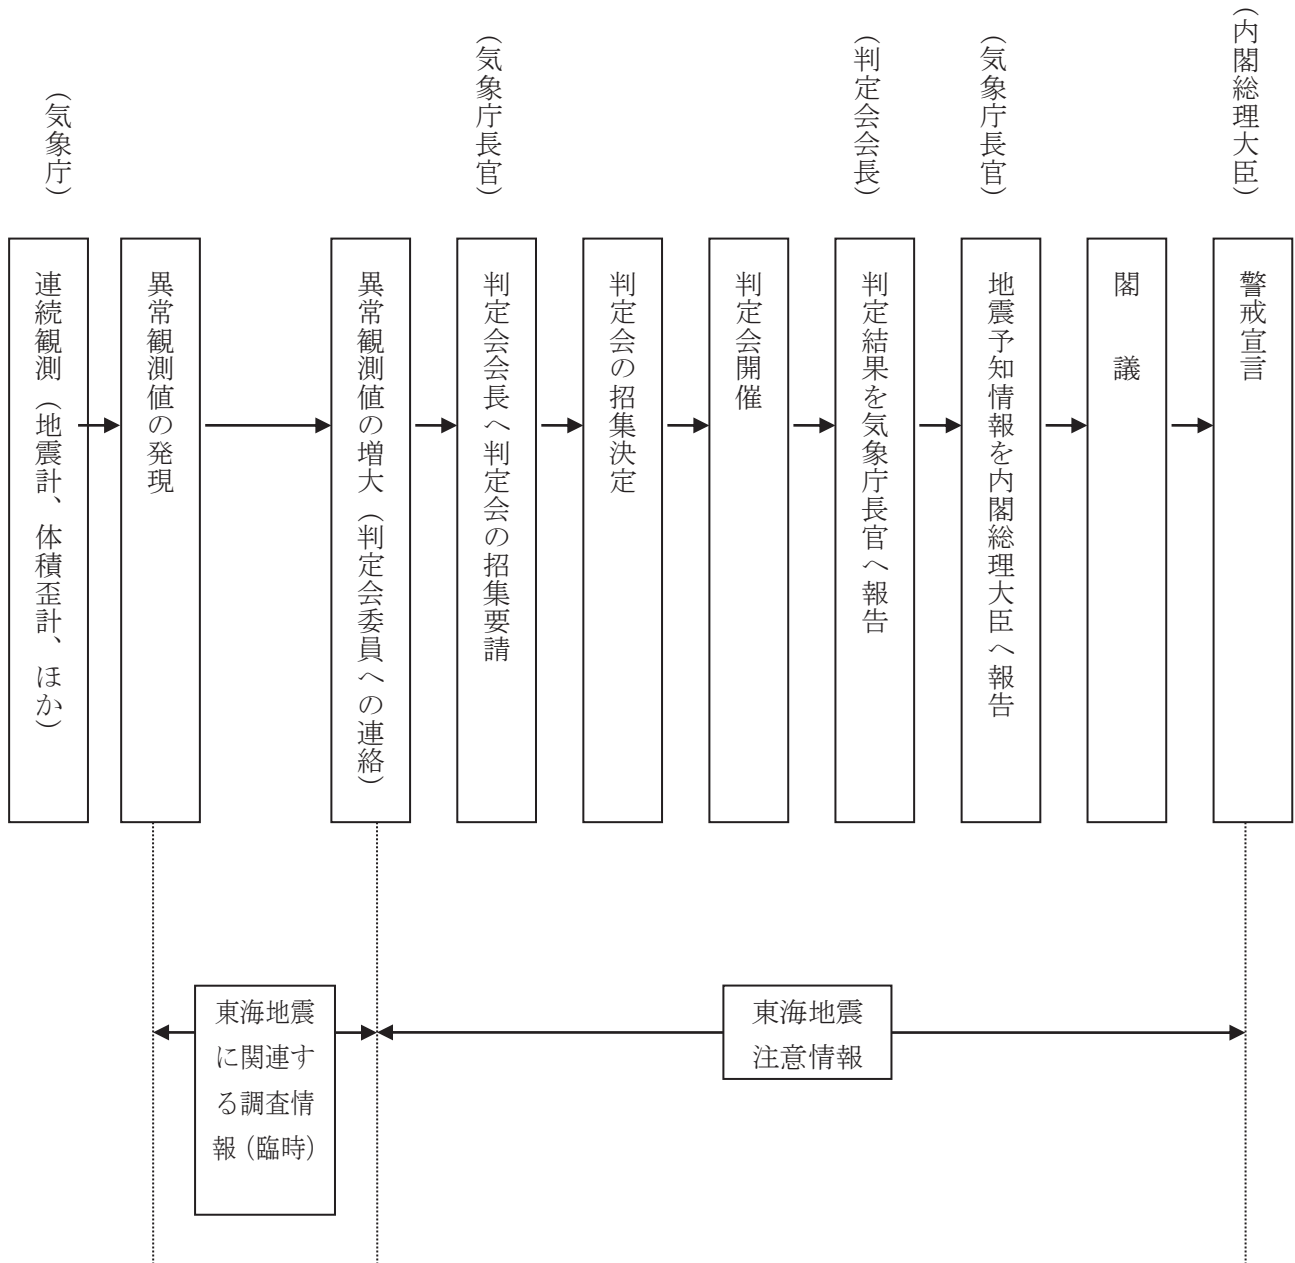 （気象庁）
連続観測（地震計、体積歪計、ほか）
異常観測値の発現
異常観測値の増大（判定会委員への連絡）
（気象庁長官）
判定会会長へ判定会の招集要請
判定会の招集決定
判定会開催
（判定会会長）
判定結果を気象庁長官へ報告
（気象庁長官）
地震予知情報を内閣総理大臣へ報告
閣　議
（内閣総理大臣）
警戒宣言
東海地震
に関連す
る調査情
報（臨時）
東海地震
注意情報